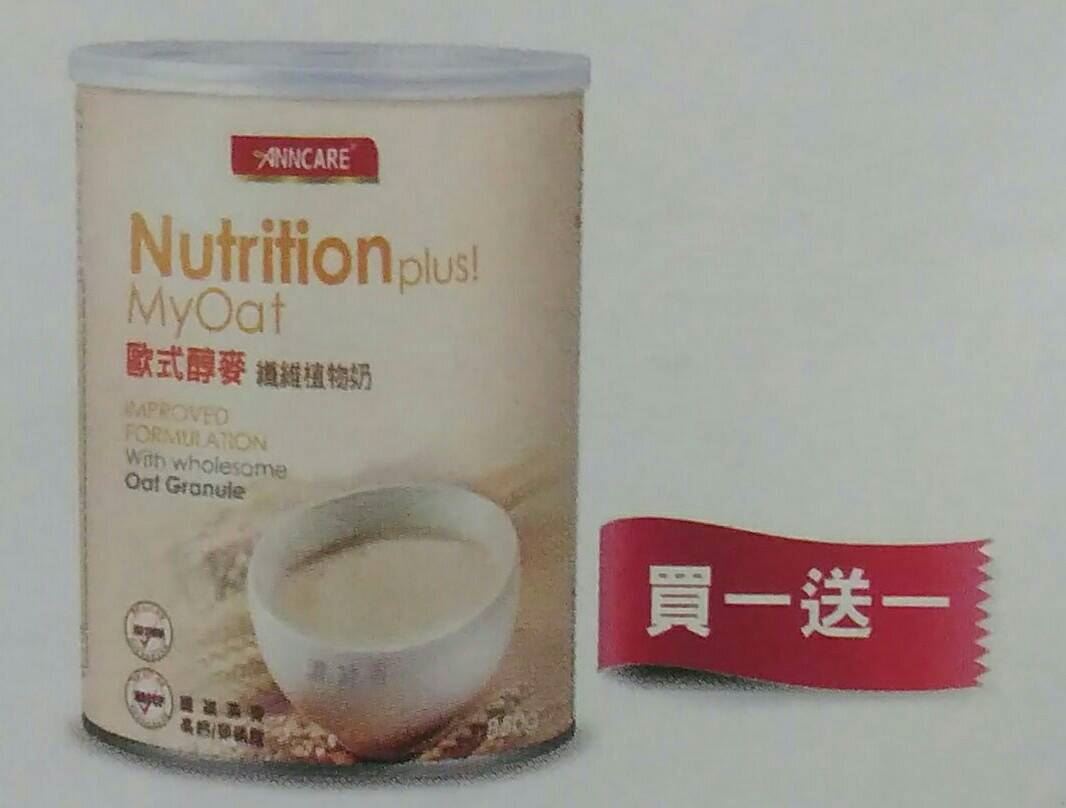 ANNCARE
Nutrition plus!
MyOat
歐式醇麥 纖維植物奶
IMPROVED
FORMULATION
With wholesome
Oat Granule
買一送一